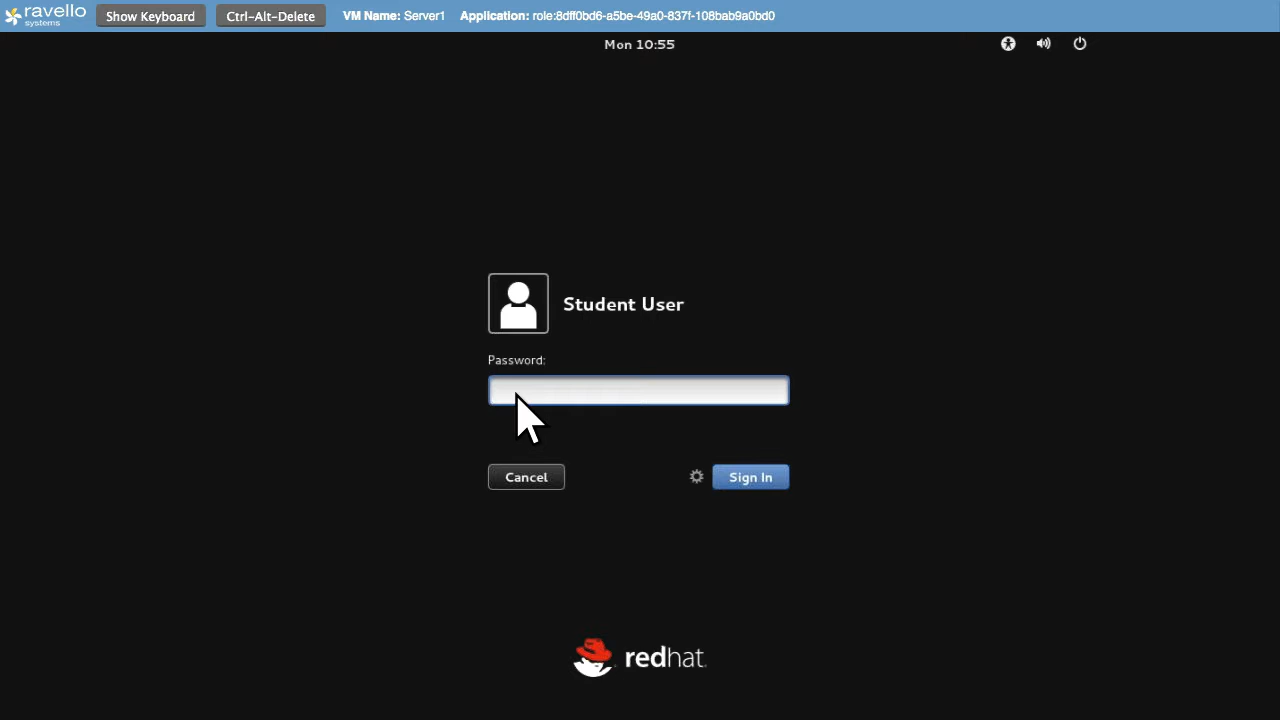 ravello
systems
Show Keyboard
Ctrl-Alt-Delete
VM Name: Server1
Application: role:8dff0bd6-a5be-49a0-837f-108bab9a0bd0
Mon 10:55
Student User
Password:
Cancel
Sign In
redhat.